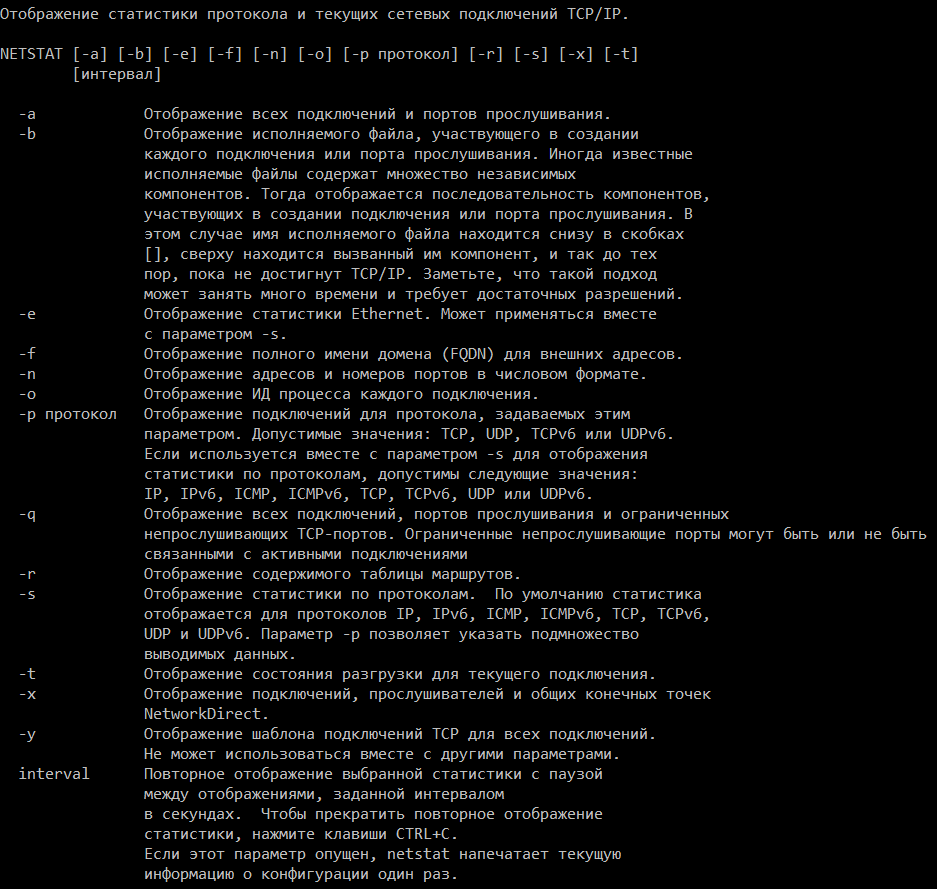 Отображение статистики протокола и текущих сетевых подключений TCP/IP.

NETSTAT [-a] [-b] [-e] [-f] [-n] [-o] [-p протокол] [-r] [-s] [-x] [-t]
        [интервал]

  -a            Отображение всех подключений и портов прослушивания.
  -b            Отображение исполняемого файла, участвующего в создании
                каждого подключения или порта прослушивания. Иногда известные
                исполняемые файлы содержат множество независимых
                компонентов. Тогда отображается последовательность компонентов,
                участвующих в создании подключения или порта прослушивания. В
                этом случае имя исполняемого файла находится снизу в скобках
                [], сверху находится вызванный им компонент, и так до тех
                пор, пока не достигнут TCP/IP. Заметьте, что такой подход
                может занять много времени и требует достаточных разрешений.
  -e            Отображение статистики Ethernet. Может применяться вместе
                с параметром -s.
  -f            Отображение полного имени домена (FQDN) для внешних адресов.
  -n            Отображение адресов и номеров портов в числовом формате.
  -o            Отображение ИД процесса каждого подключения.
  -p протокол   Отображение подключений для протокола, задаваемых этим
                параметром. Допустимые значения: TCP, UDP, TCPv6 или UDPv6.
                Если используется вместе с параметром -s для отображения
                статистики по протоколам, допустимы следующие значения:
                IP, IPv6, ICMP, ICMPv6, TCP, TCPv6, UDP или UDPv6.
  -q            Отображение всех подключений, портов прослушивания и ограниченных
                непрослушивающих TCP-портов. Ограниченные непрослушивающие порты могут быть или не быть
                связанными с активными подключениями
  -r            Отображение содержимого таблицы маршрутов.
  -s            Отображение статистики по протоколам.  По умолчанию статистика
                отображается для протоколов IP, IPv6, ICMP, ICMPv6, TCP, TCPv6,
                UDP и UDPv6. Параметр -p позволяет указать подмножество
                выводимых данных.
  -t            Отображение состояния разгрузки для текущего подключения.
  -x            Отображение подключений, прослушивателей и общих конечных точек
                NetworkDirect.
  -y            Отображение шаблона подключений TCP для всех подключений.
                Не может использоваться вместе с другими параметрами.
  interval      Повторное отображение выбранной статистики с паузой
                между отображениями, заданной интервалом
                в секундах.  Чтобы прекратить повторное отображение
                статистики, нажмите клавиши CTRL+C.
                Если этот параметр опущен, netstat напечатает текущую
                информацию о конфигурации один раз.